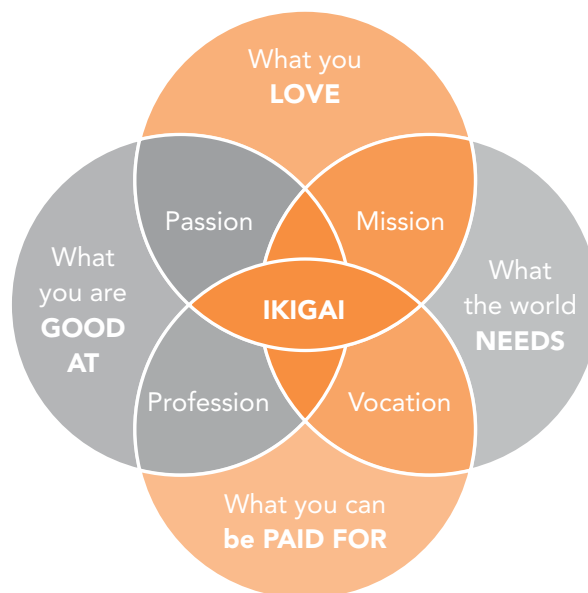 What you
LOVE
Passion
Mission
What
you are
GOOD
AT
IKIGAI
What
the world
NEEDS
Profession
Vocation
What you can
be PAID FOR